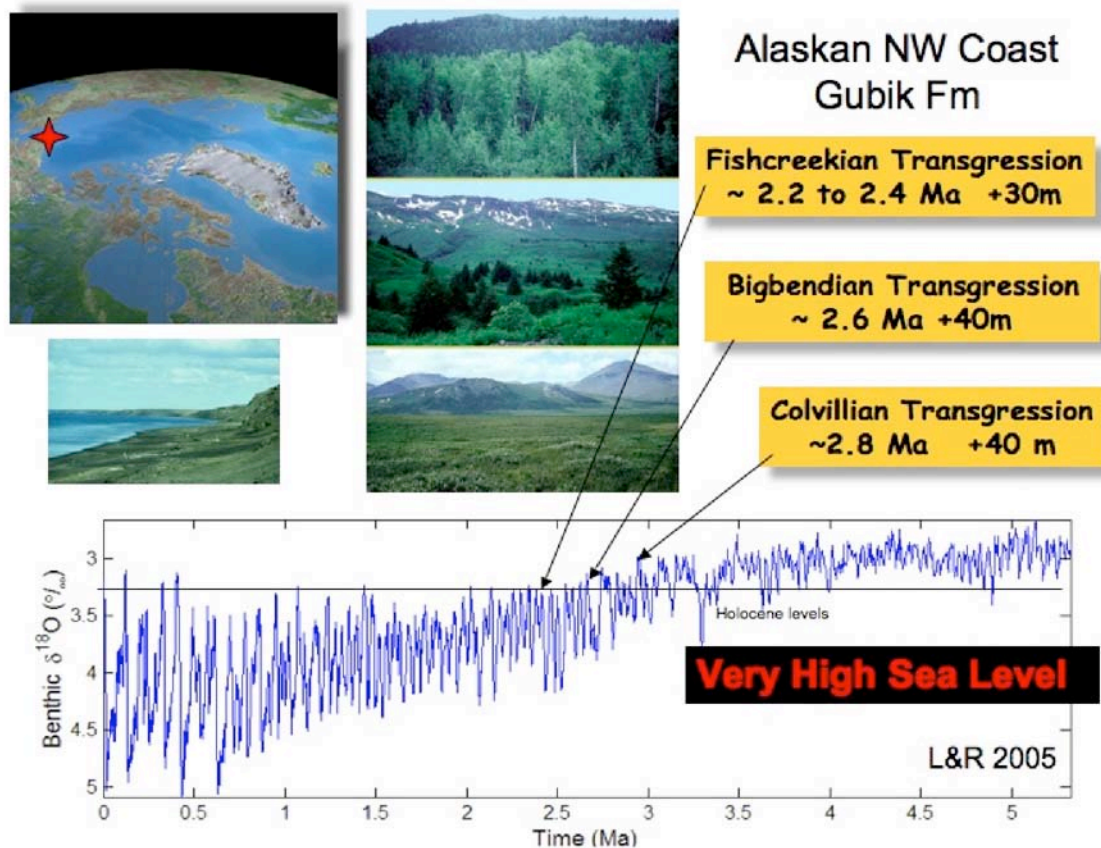 Alaskan NW Coast
Gubik Fm
Fishcreekian Transgression
~ 2.2 to 2.4 Ma +30m
Bigbendian Transgression
~ 2.6 Ma +40m
Colvillian Transgression
~2.8 Ma +40 m
3
3.5
4
4.5
5
Benthic δ18O (°/oo)
Holocene levels
Very High Sea Level
L&R 2005
0 0.5 1 1.5 2 2.5 3 3.5 4 4.5 5
Time (Ma)